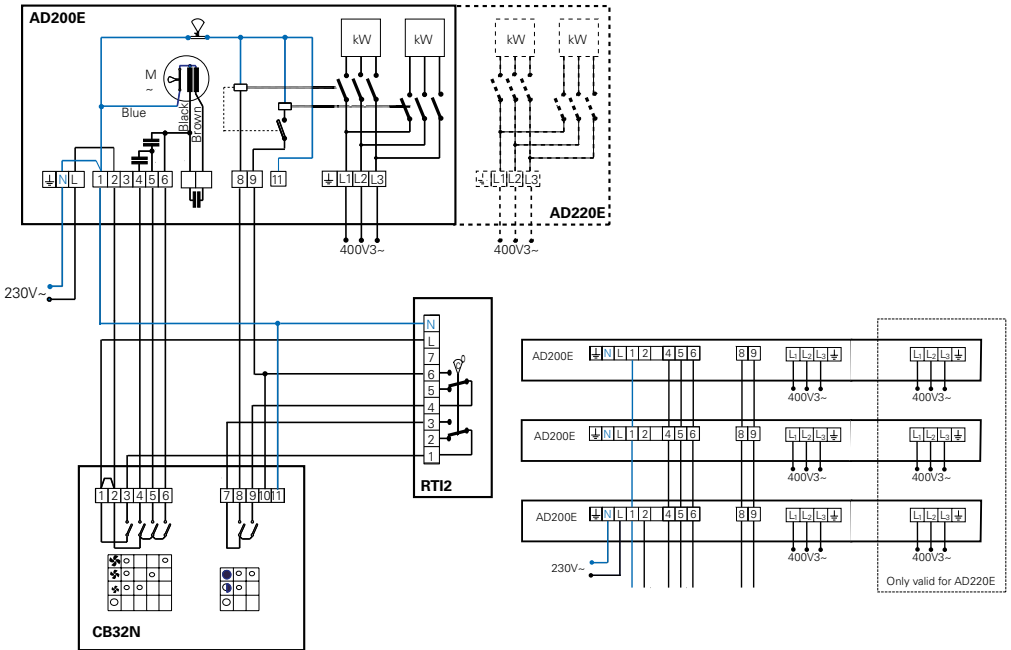 AD200E
kW kW kW kW
M
~
Blue
Black
Brown
N L 1 2 3 4 5 6 8 9 11 L1 L2 L3 L1 L2 L3
AD220E
400V3~ 400V3~
230V~
N
L
7
6
5
4
3
2
1
RTI2
1 2 3 4 5 6 7 8 9 10 11
CB32N
AD200E N L 1 2 4 5 6 8 9 L1 L2 L3 L1 L2 L3
400V3~ 400V3~
AD200E N L 1 2 4 5 6 8 9 L1 L2 L3 L1 L2 L3
400V3~ 400V3~
AD200E N L 1 2 4 5 6 8 9 L1 L2 L3 L1 L2 L3
400V3~ 400V3~
230V~
Only valid for AD220E